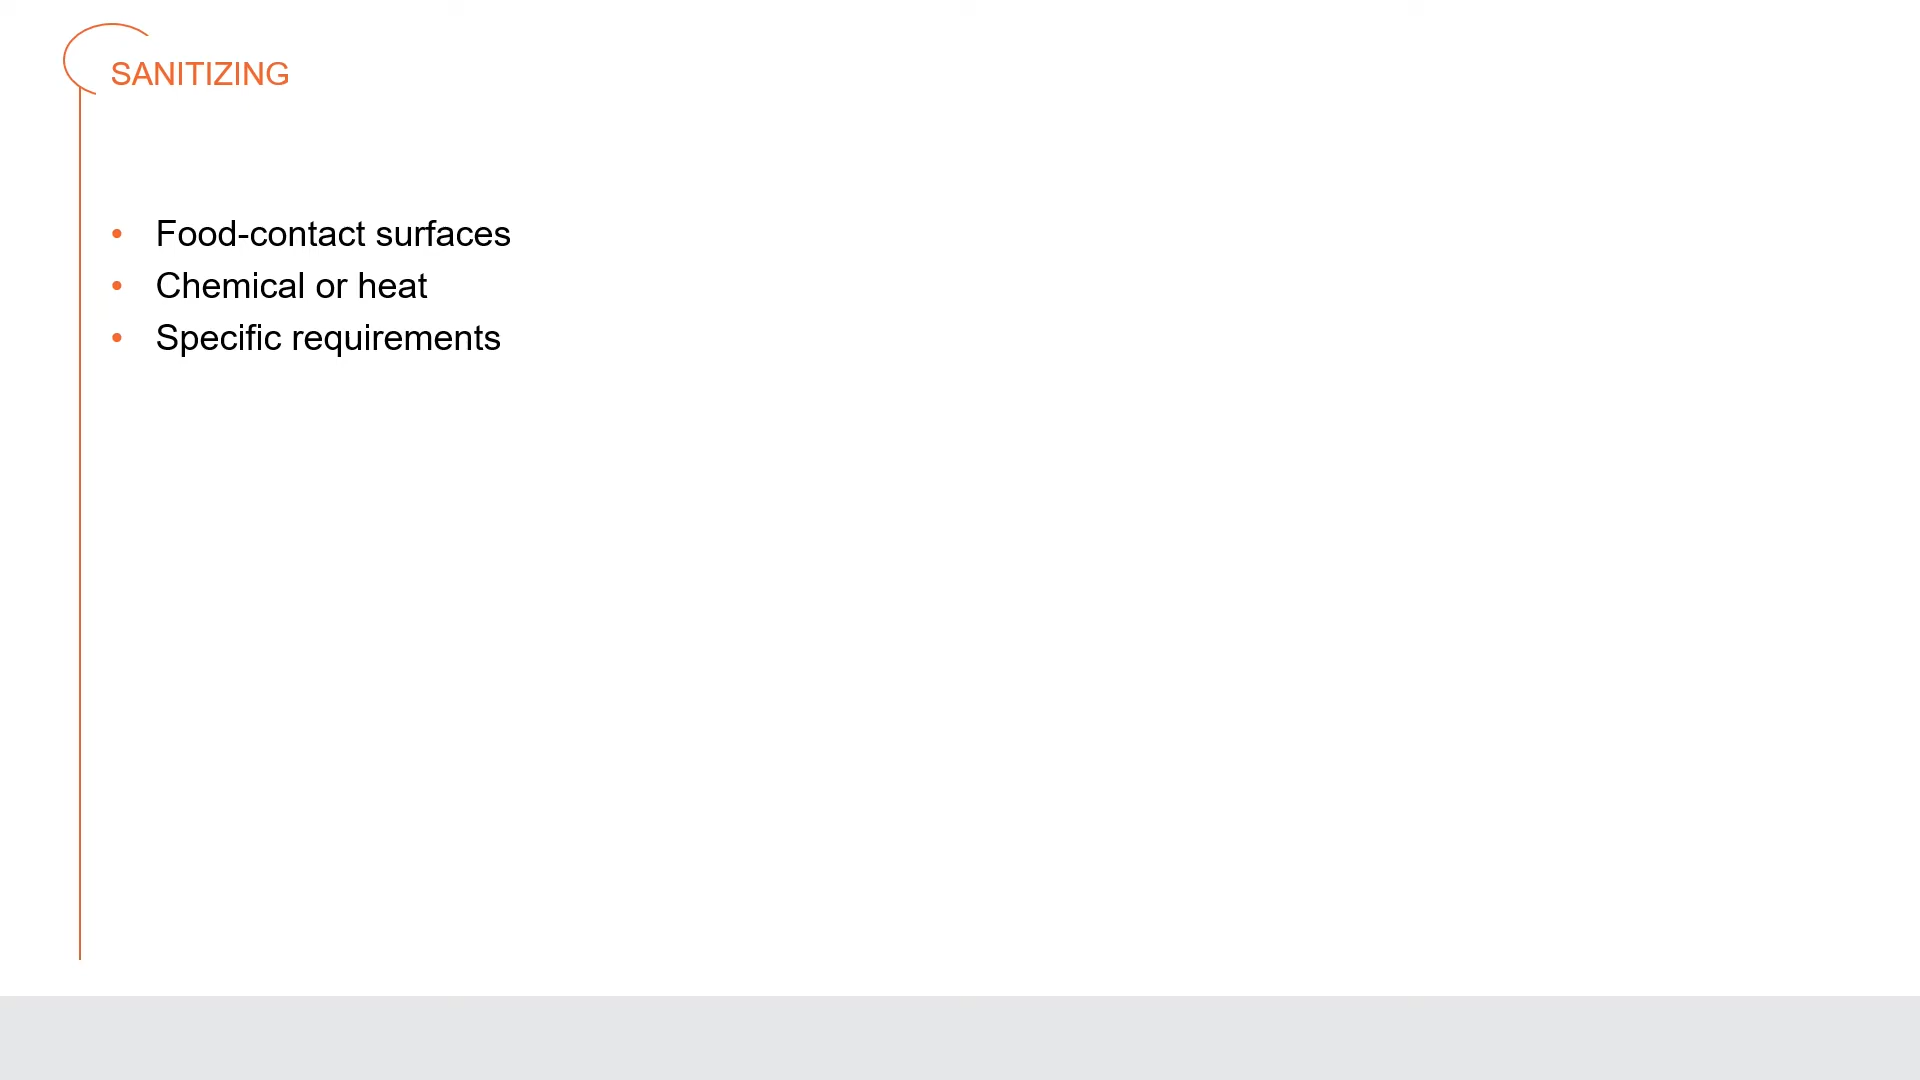 SANITIZING
• Food-contact surfaces
• Chemical or heat
• Specific requirements